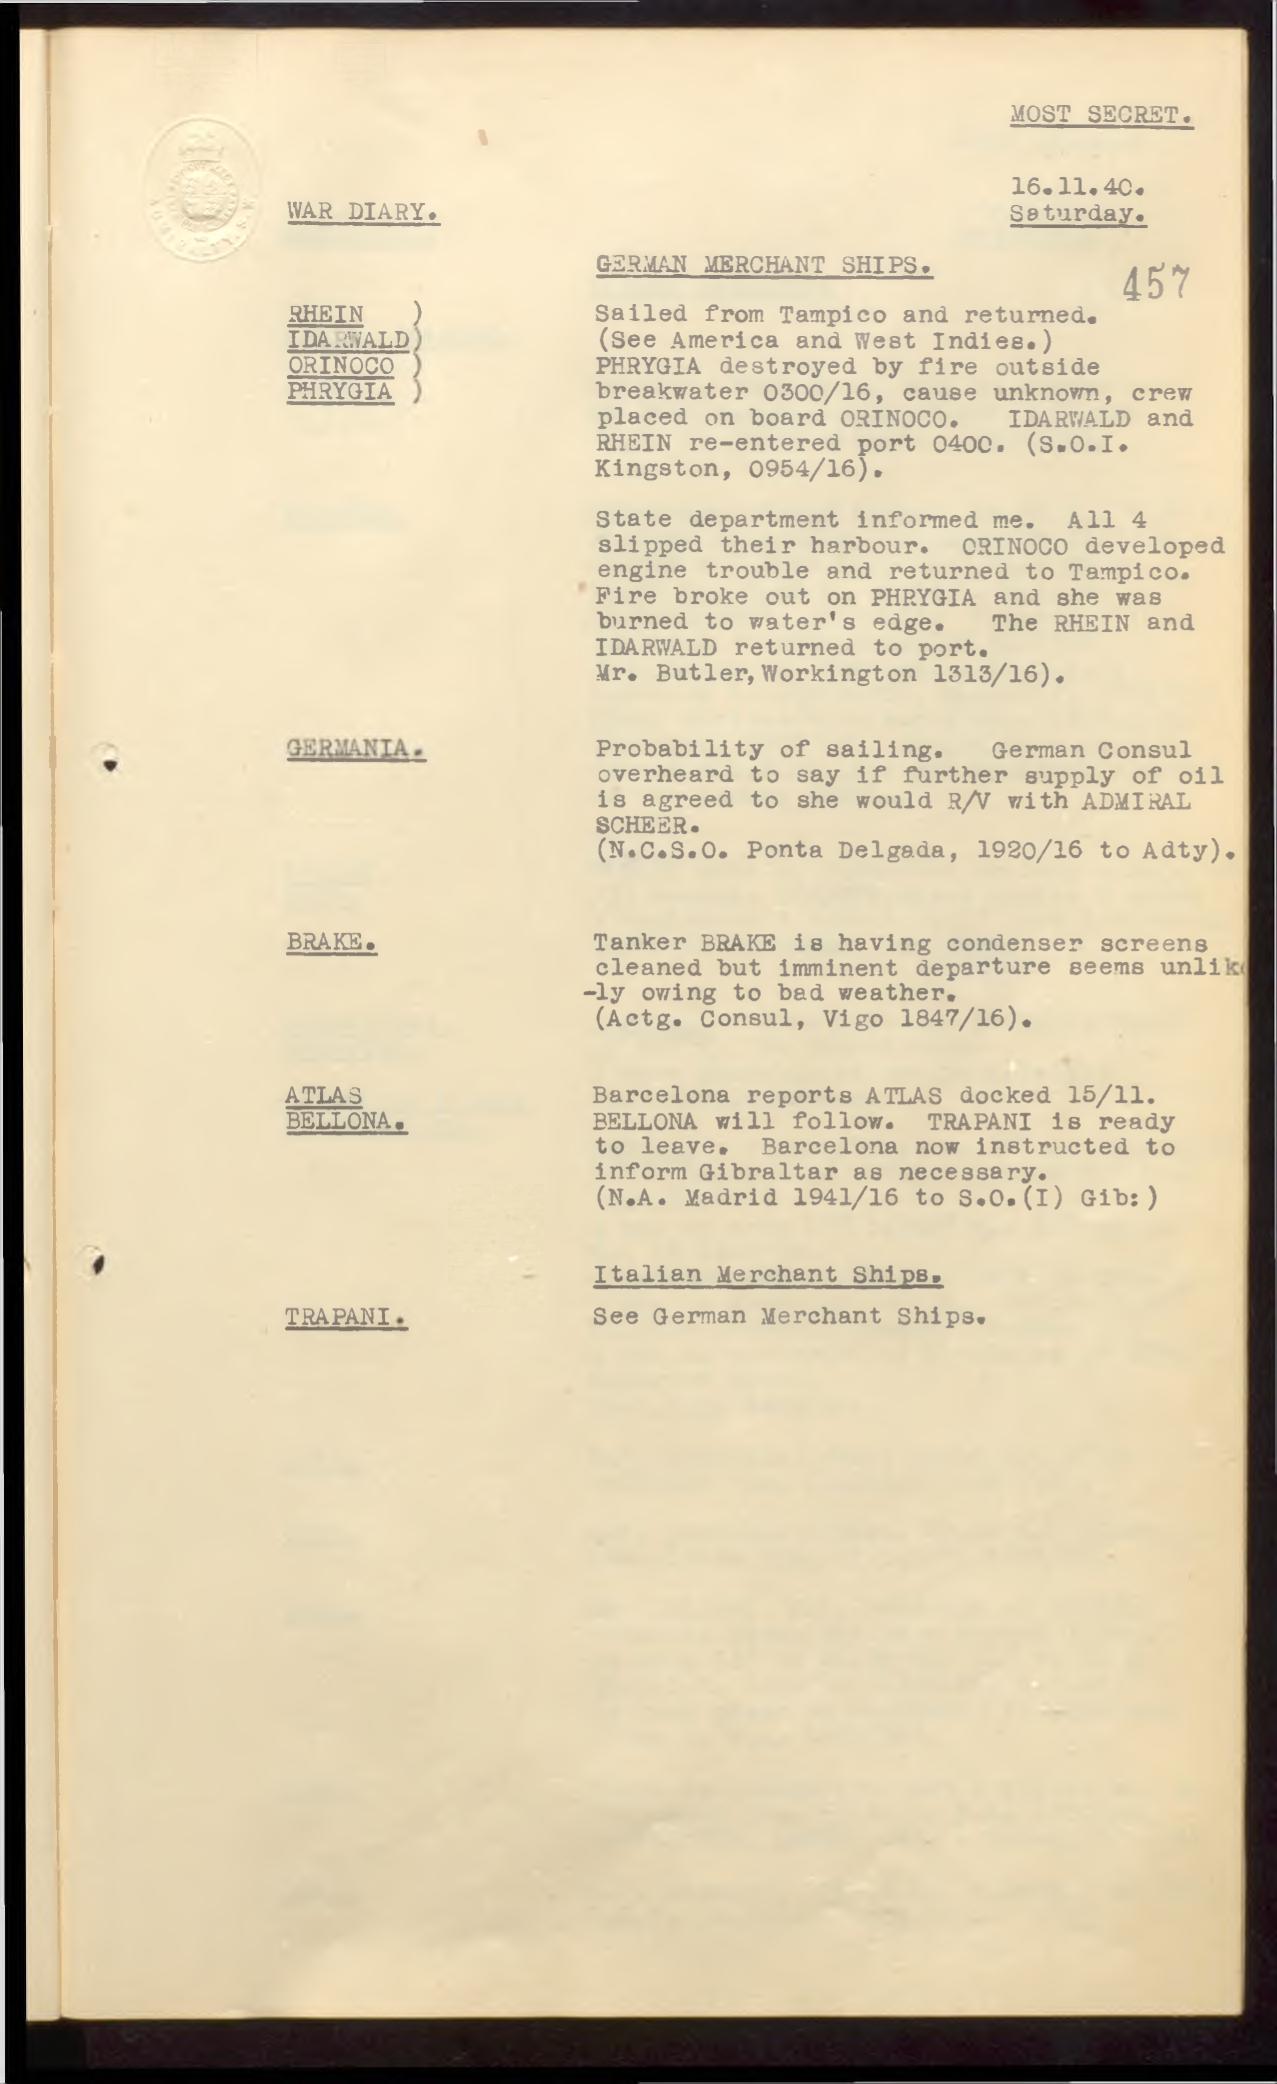 MOST SECRET.
16.11.40.
Saturday.
WAR DIARY.
GERMAN MERCHANT SHIPS.
457
RHEIN )
IDARWALD)
ORINOCO )
PHRYGIA )
Sailed from Tampico and returned.
(See America and West Indies.)
PHRYGIA destroyed by fire outside
breakwater 0300/16, cause unknown, crew
placed on board ORINOCO. IDARWALD and
RHEIN re-entered port 0400. (S.O.I.
Kingston, 0954/16).
State department informed me. All 4
slipped their harbour. ORINOCO developed
engine trouble and returned to Tampico.
Fire broke out on PHRYGIA and she was
burned to water's edge. The RHEIN and
IDARWALD returned to port.
Mr. Butler, Workington 1313/16).
GERMANIA.
Probability of sailing. German Consul
overheard to say if further supply of oil
is agreed to she would R/V with ADMIRAL
SCHEER.
(N.C.S.O. Ponta Delgada, 1920/16 to Adty).
BRAKE.
Tanker BRAKE is having condenser screens
cleaned but imminent departure seems unlike
-ly owing to bad weather.
(Actg. Consul, Vigo 1847/16).
ATLAS
BELLONA.
Barcelona reports ATLAS docked 15/11.
BELLONA will follow. TRAPANI is ready
to leave. Barcelona now instructed to
inform Gibraltar as necessary.
(N.A. Madrid 1941/16 to S.O.(I) Gib:)
Italian Merchant Ships.
TRAPANI.
See German Merchant Ships.